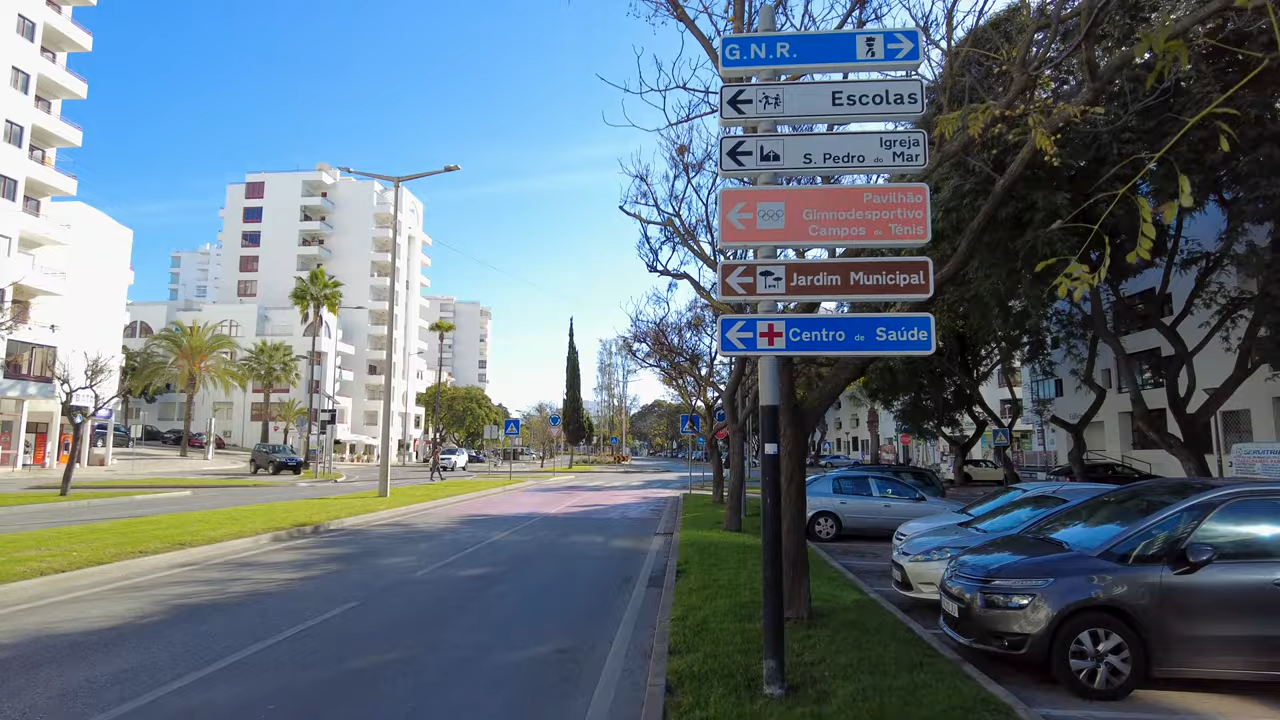 G.N.R.
Escolas
Igreja
S. Pedro do Mar
Pavilhão
Gimnodesportivo
Campos de Ténis
Jardim Municipal
Centro de Saúde